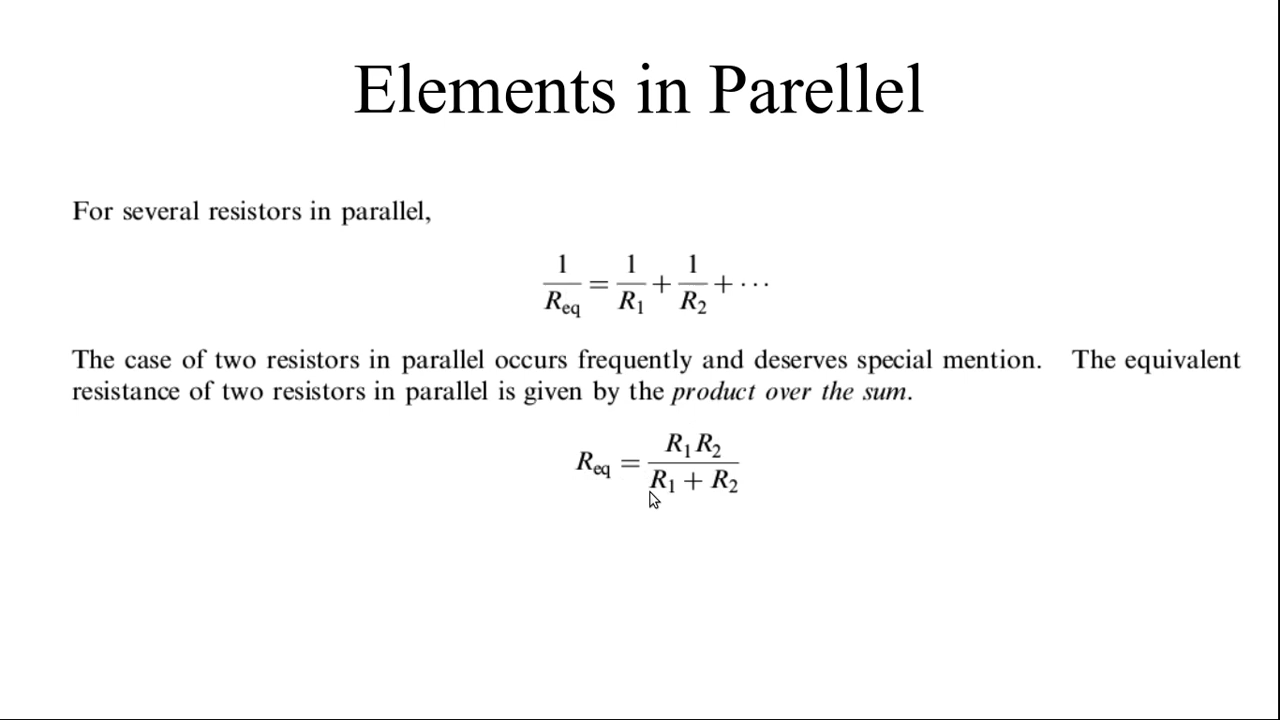 Elements in Parellel
For several resistors in parallel,
1/R_eq = 1/R_1 + 1/R_2 + ···
The case of two resistors in parallel occurs frequently and deserves special mention. The equivalent
resistance of two resistors in parallel is given by the product over the sum.
R_eq = R_1 R_2 / (R_1 + R_2)